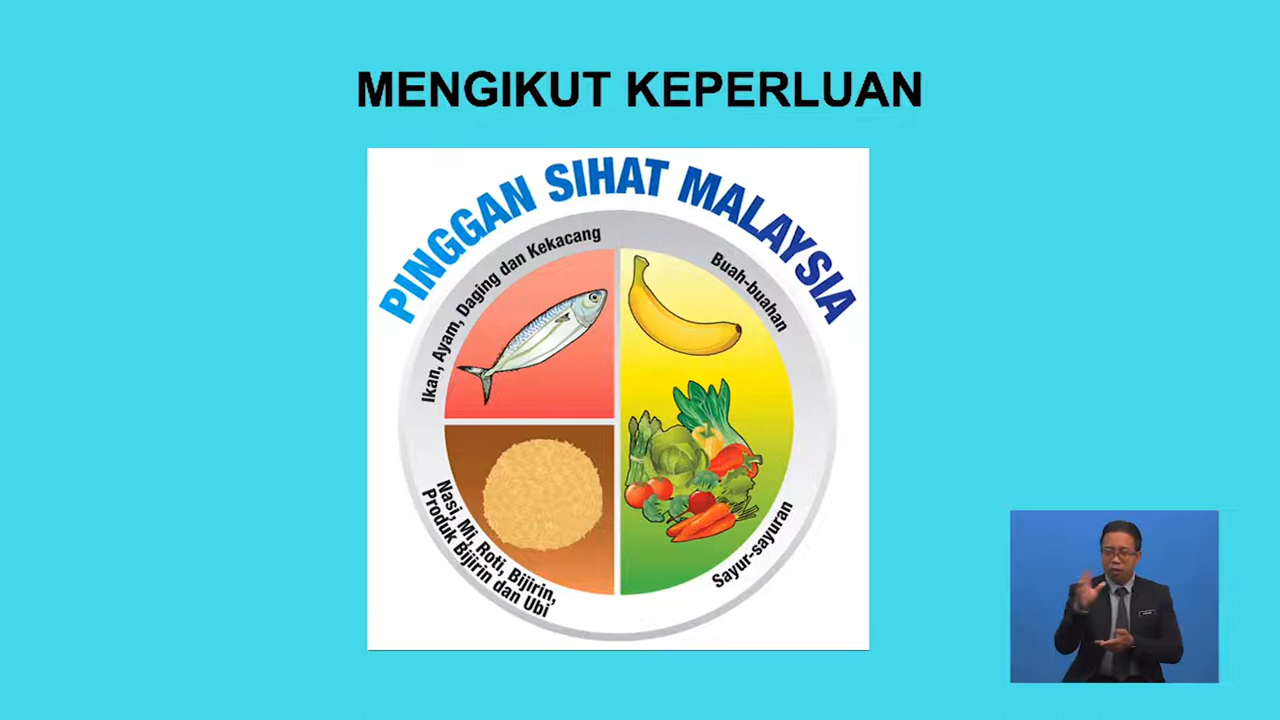 MENGIKUT KEPERLUAN
PINGGAN SIHAT MALAYSIA
Ikan, Ayam, Daging dan Kekacang
Buah-buahan
Nasi, Mi, Roti, Bijirin,
Produk Bijirin dan Ubi
Sayur-sayuran